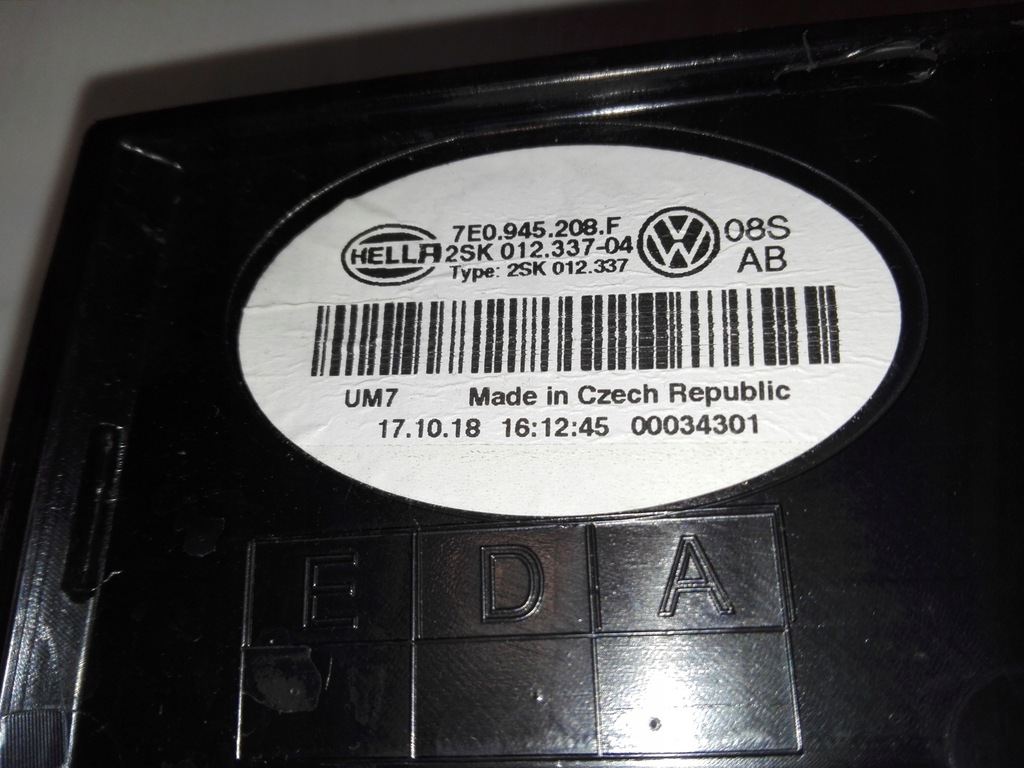 HELLA
7E0.945.208.F
2SK 012.337-04
Type: 2SK 012.337
08S
AB
UM7 Made in Czech Republic
17.10.18 16:12:45 00034301
E D A